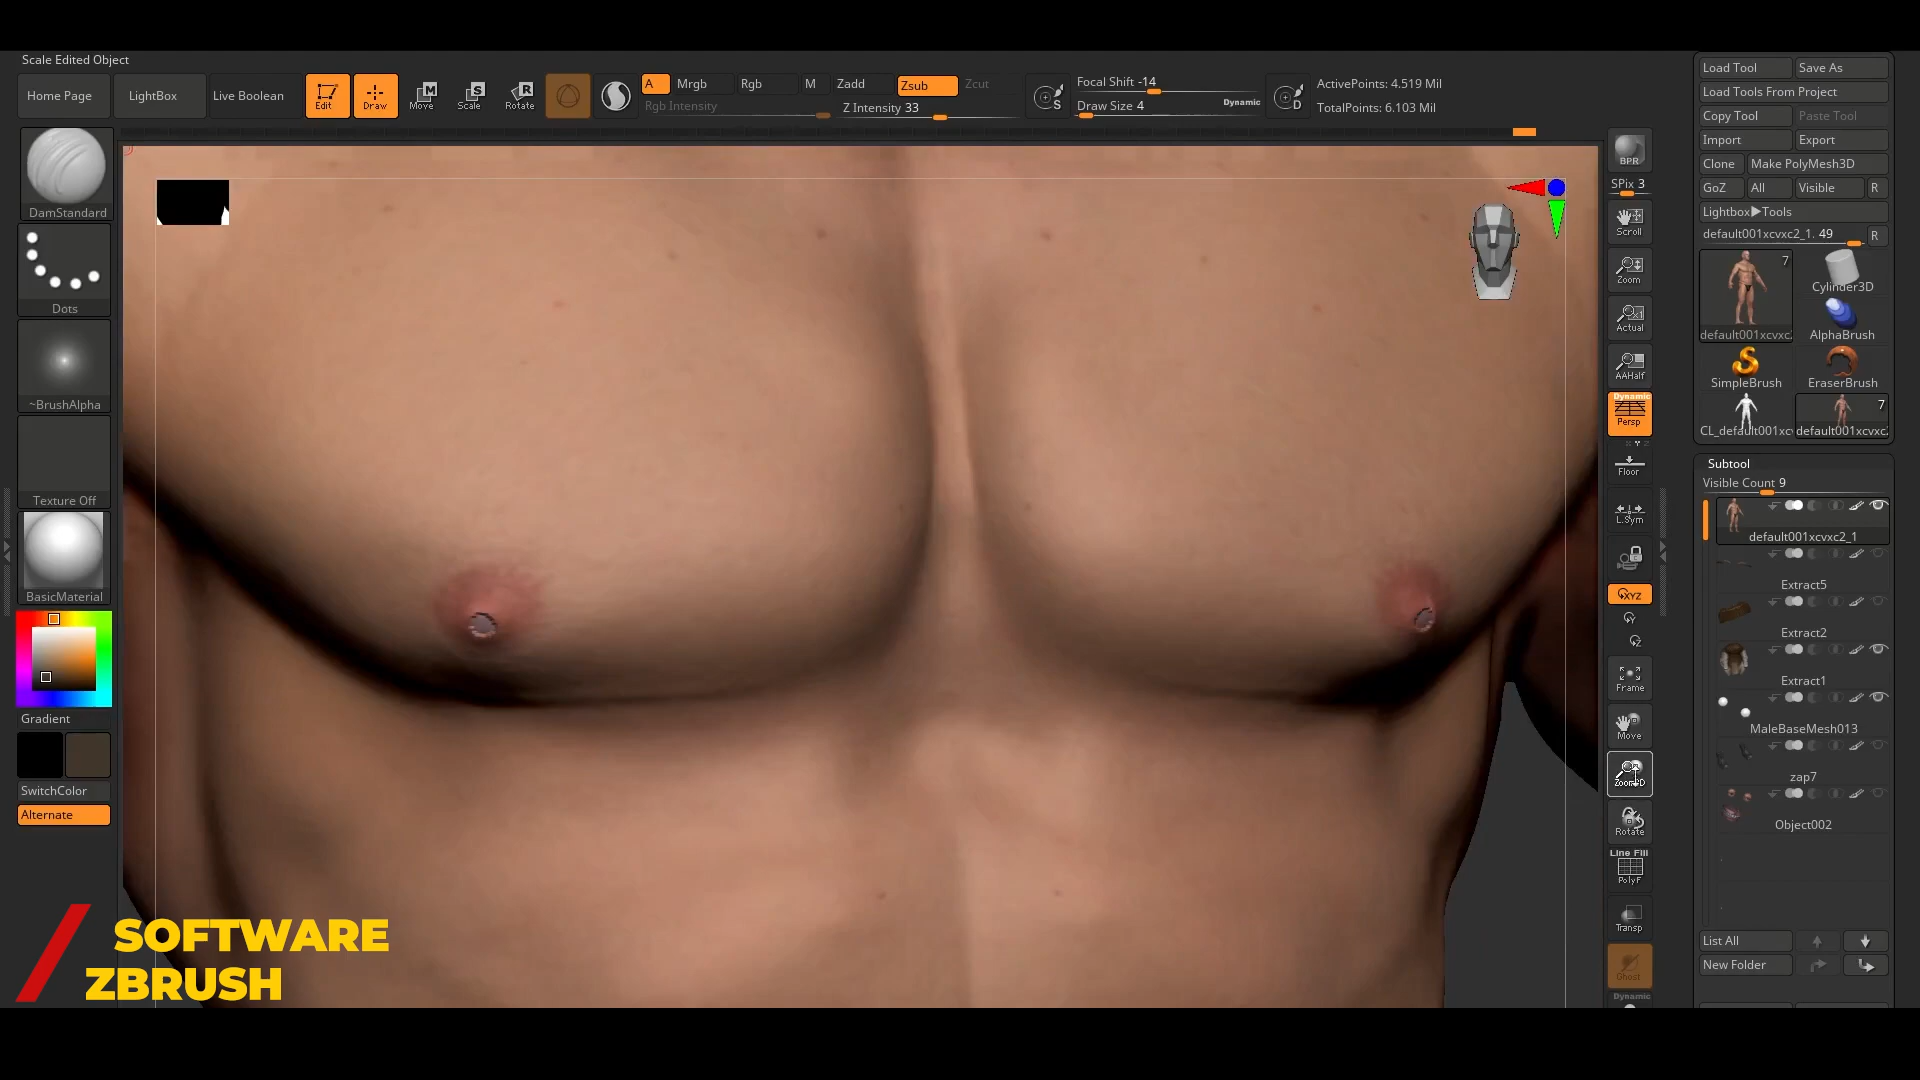 Scale Edited Object
Home Page
LightBox
Live Boolean
Edit
Draw
Move
Scale
Rotate
A
Mrgb
Rgb
M
Zadd
Zsub
Zcut
Rgb Intensity
Z Intensity 33
Focal Shift -14
Draw Size 4
Dynamic
ActivePoints: 4.519 Mil
TotalPoints: 6.103 Mil
DamStandard
Dots
~BrushAlpha
Texture Off
BasicMaterial
Gradient
SwitchColor
Alternate
SOFTWARE
ZBRUSH
BPR
SPix 3
Scroll
Zoom
Actual
AAHalf
Dynamic
Persp
Floor
L.Sym
XYZ
Frame
Move
Zoom3D
Rotate
Line Fill
PolyF
Transp
Ghost
Dynamic
Load Tool
Save As
Load Tools From Project
Copy Tool
Paste Tool
Import
Export
Clone
Make PolyMesh3D
GoZ
All
Visible
R
Lightbox▶Tools
default001xcvxc2_1. 49
R
7
default001xcvxc
Cylinder3D
AlphaBrush
SimpleBrush
EraserBrush
CL_default001xcv
7
default001xcvxc
Subtool
Visible Count 9
default001xcvxc2_1
Extract5
Extract2
Extract1
MaleBaseMesh013
zap7
Object002
List All
New Folder